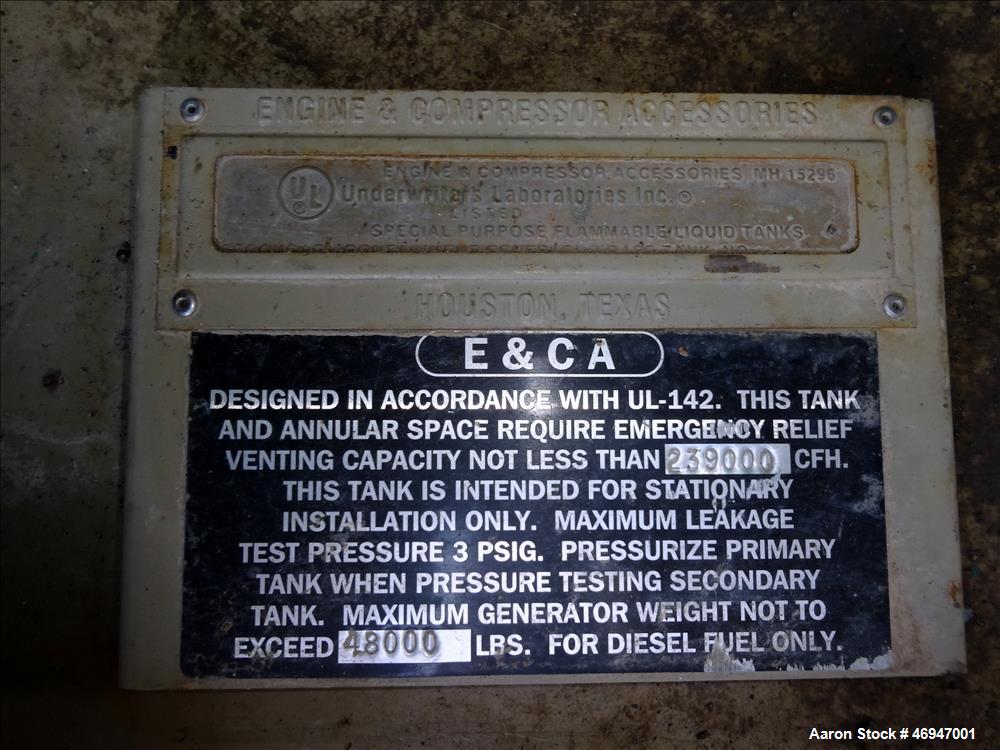 ENGINE & COMPRESSOR ACCESSORIES
ENGINE & COMPRESSOR ACCESSORIES MH 15296
UL Underwriters Laboratories Inc.®
LISTED
SPECIAL PURPOSE FLAMMABLE LIQUID TANKS
TANK NO.
HOUSTON, TEXAS
E & C A
DESIGNED IN ACCORDANCE WITH UL-142. THIS TANK
AND ANNULAR SPACE REQUIRE EMERGENCY RELIEF
VENTING CAPACITY NOT LESS THAN 239000 CFH.
THIS TANK IS INTENDED FOR STATIONARY
INSTALLATION ONLY. MAXIMUM LEAKAGE
TEST PRESSURE 3 PSIG. PRESSURIZE PRIMARY
TANK WHEN PRESSURE TESTING SECONDARY
TANK. MAXIMUM GENERATOR WEIGHT NOT TO
EXCEED 48000 LBS. FOR DIESEL FUEL ONLY.
Aaron Stock # 46947001